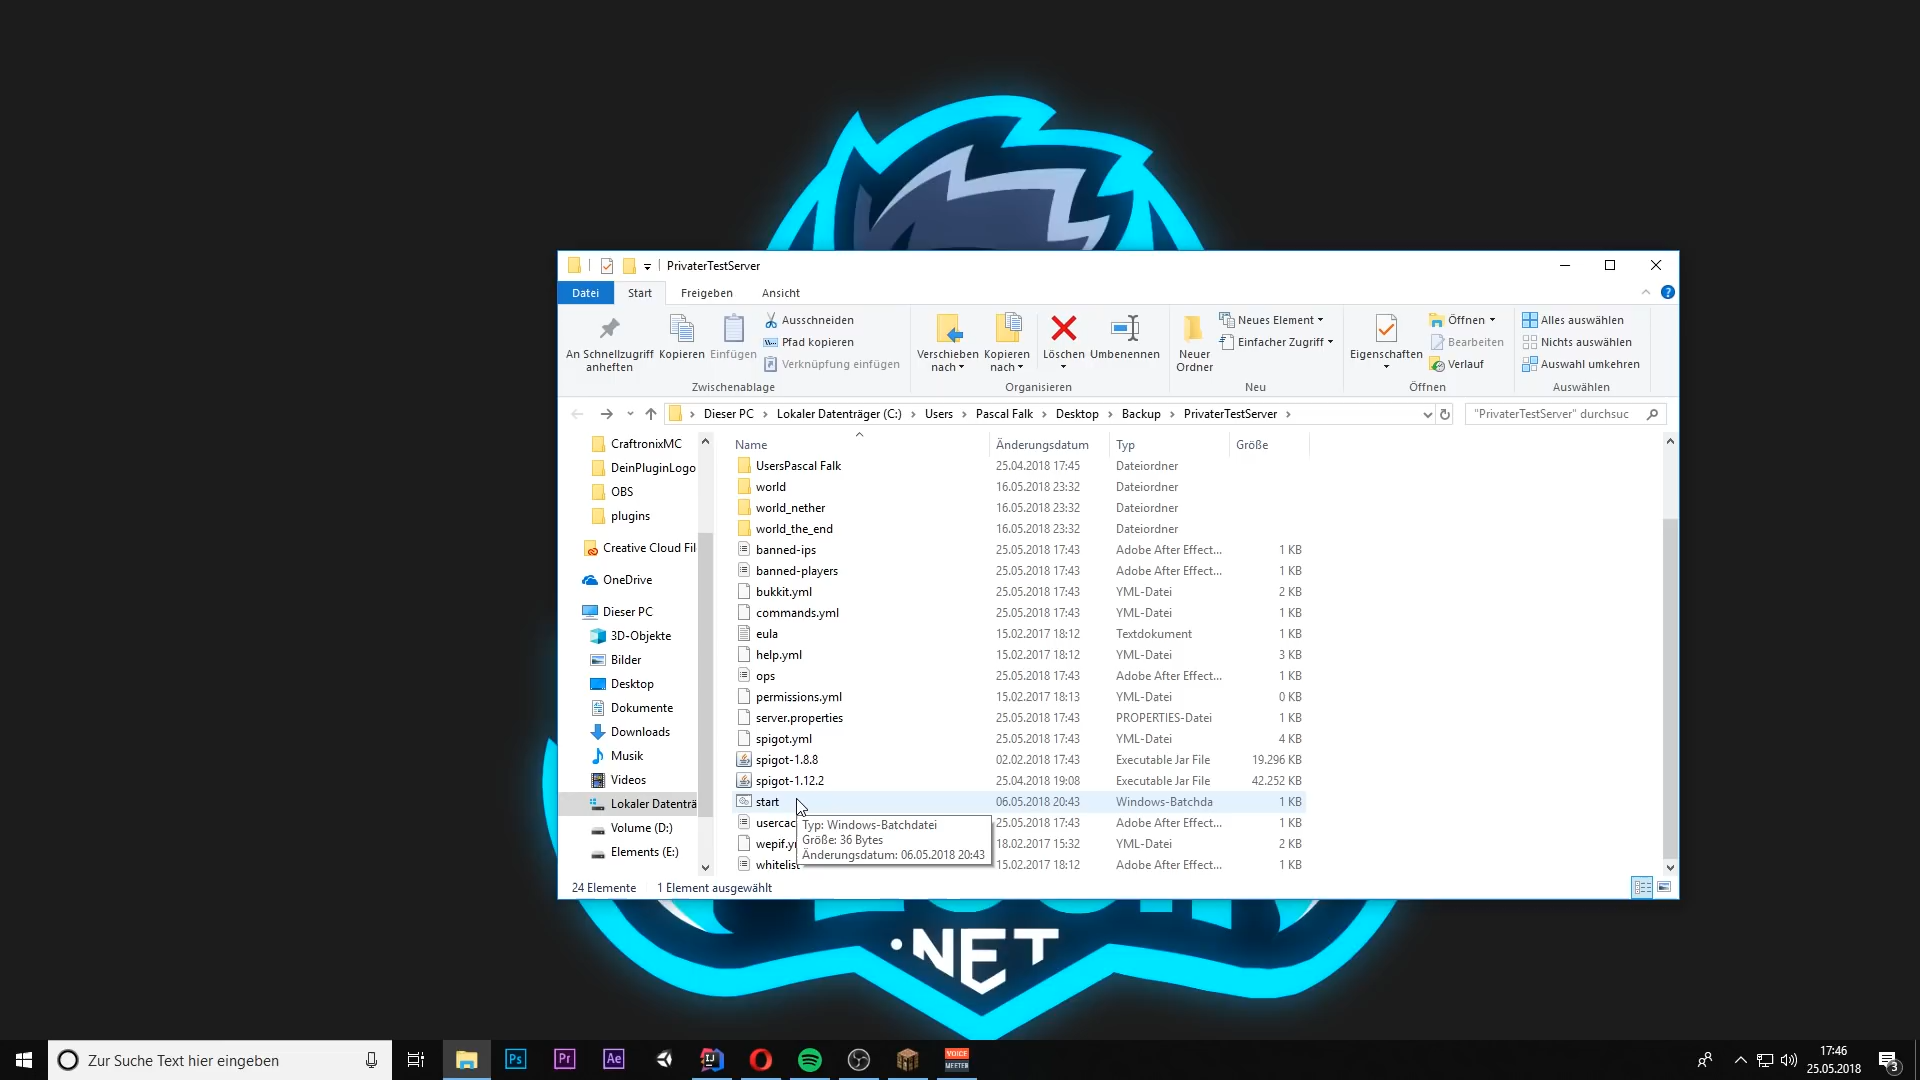 PrivaterTestServer
Datei Start Freigeben Ansicht
An Schnellzugriff anheften
Kopieren
Einfügen
Ausschneiden
Pfad kopieren
Verknüpfung einfügen
Zwischenablage
Verschieben nach
Kopieren nach
Löschen
Umbenennen
Organisieren
Neuer Ordner
Neues Element
Einfacher Zugriff
Neu
Eigenschaften
Öffnen
Bearbeiten
Verlauf
Öffnen
Alles auswählen
Nichts auswählen
Auswahl umkehren
Auswählen
Dieser PC › Lokaler Datenträger (C:) › Users › Pascal Falk › Desktop › Backup › PrivaterTestServer ›
"PrivaterTestServer" durchsuc
CraftronixMC
DeinPluginLogo
OBS
plugins
Creative Cloud Fil
OneDrive
Dieser PC
3D-Objekte
Bilder
Desktop
Dokumente
Downloads
Musik
Videos
Lokaler Datenträ
Volume (D:)
Elements (E:)
Name Änderungsdatum Typ Größe
UsersPascal Falk 25.04.2018 17:45 Dateiordner
world 16.05.2018 23:32 Dateiordner
world_nether 16.05.2018 23:32 Dateiordner
world_the_end 16.05.2018 23:32 Dateiordner
banned-ips 25.05.2018 17:43 Adobe After Effect... 1 KB
banned-players 25.05.2018 17:43 Adobe After Effect... 1 KB
bukkit.yml 25.05.2018 17:43 YML-Datei 2 KB
commands.yml 25.05.2018 17:43 YML-Datei 1 KB
eula 15.02.2017 18:12 Textdokument 1 KB
help.yml 15.02.2017 18:12 YML-Datei 3 KB
ops 25.05.2018 17:43 Adobe After Effect... 1 KB
permissions.yml 15.02.2017 18:13 YML-Datei 0 KB
server.properties 25.05.2018 17:43 PROPERTIES-Datei 1 KB
spigot.yml 25.05.2018 17:43 YML-Datei 4 KB
spigot-1.8.8 02.02.2018 17:43 Executable Jar File 19.296 KB
spigot-1.12.2 25.04.2018 19:08 Executable Jar File 42.252 KB
start 06.05.2018 20:43 Windows-Batchda 1 KB
usercac 25.05.2018 17:43 Adobe After Effect... 1 KB
wepif.y 18.02.2017 15:32 YML-Datei 2 KB
whitelist 15.02.2017 18:12 Adobe After Effect... 1 KB
Typ: Windows-Batchdatei
Größe: 36 Bytes
Änderungsdatum: 06.05.2018 20:43
24 Elemente 1 Element ausgewählt
.NET
Zur Suche Text hier eingeben
Ps
Pr
Ae
IJ
VOICE
MEETER
17:46
25.05.2018
3